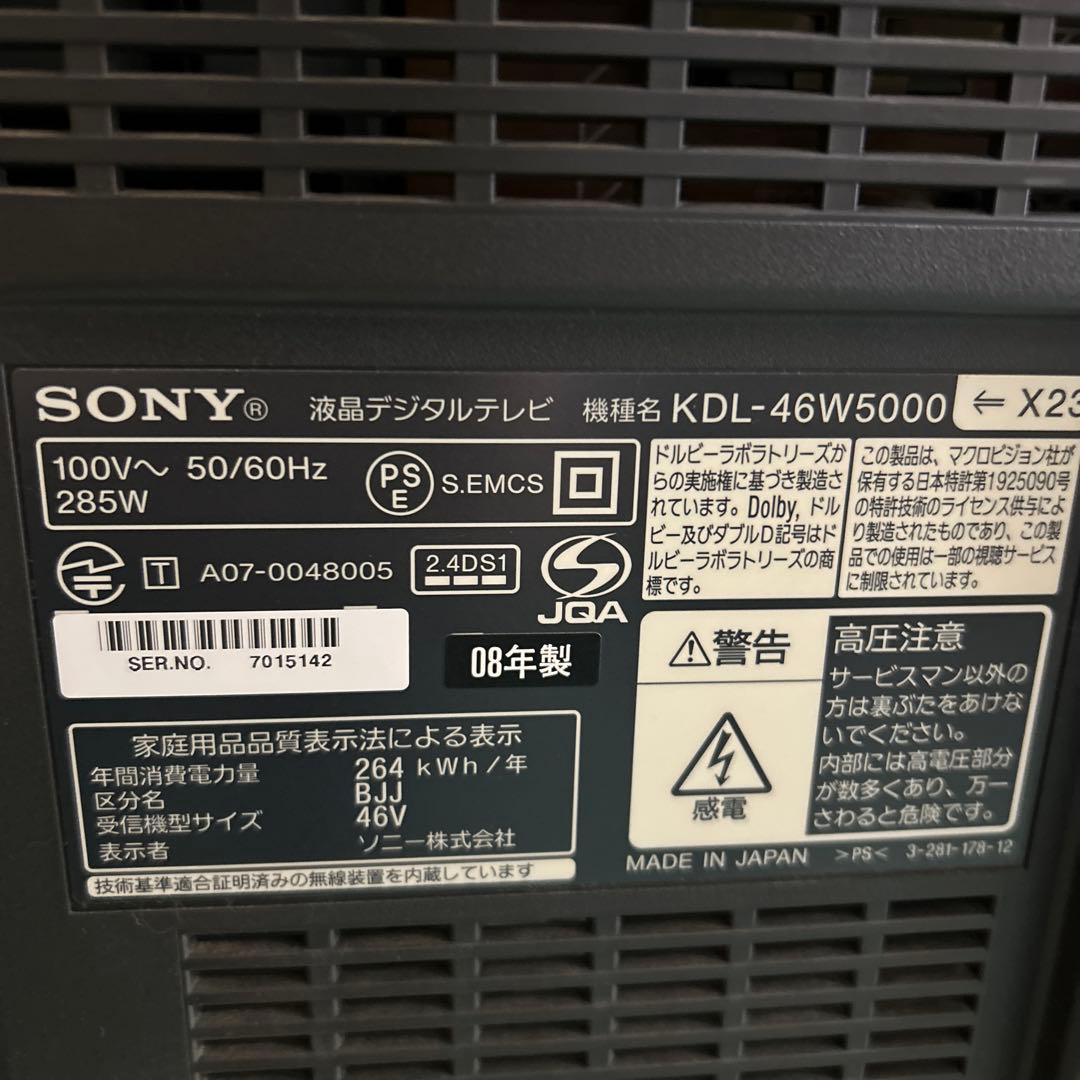 SONY® 液晶デジタルテレビ 機種名 KDL-46W5000 ⇐ X23
100V～ 50/60Hz
285W
PS
E
S.EMCS
ドルビーラボラトリーズか
らの実施権に基づき製造さ
れています。Dolby, ドル
ビー及びダブルD記号はド
ルビーラボラトリーズの商
標です。
この製品は、マクロビジョン社が
保有する日本特許第1925090号
の特許技術のライセンス供与によ
り製造されたものであり、この製
品での使用は一部の視聴サービス
に制限されています。
T A07-0048005
2.4DS1
JQA
SER.NO. 7015142
08年製
警告
感電
高圧注意
サービスマン以外の
方は裏ぶたをあけな
いでください。
内部には高電圧部分
が数多くあり、万一
さわると危険です。
家庭用品品質表示法による表示
年間消費電力量 264 kWh/年
区分名 BJJ
受信機型サイズ 46V
表示者 ソニー株式会社
技術基準適合証明済みの無線装置を内蔵しています
MADE IN JAPAN >PS< 3-281-178-12